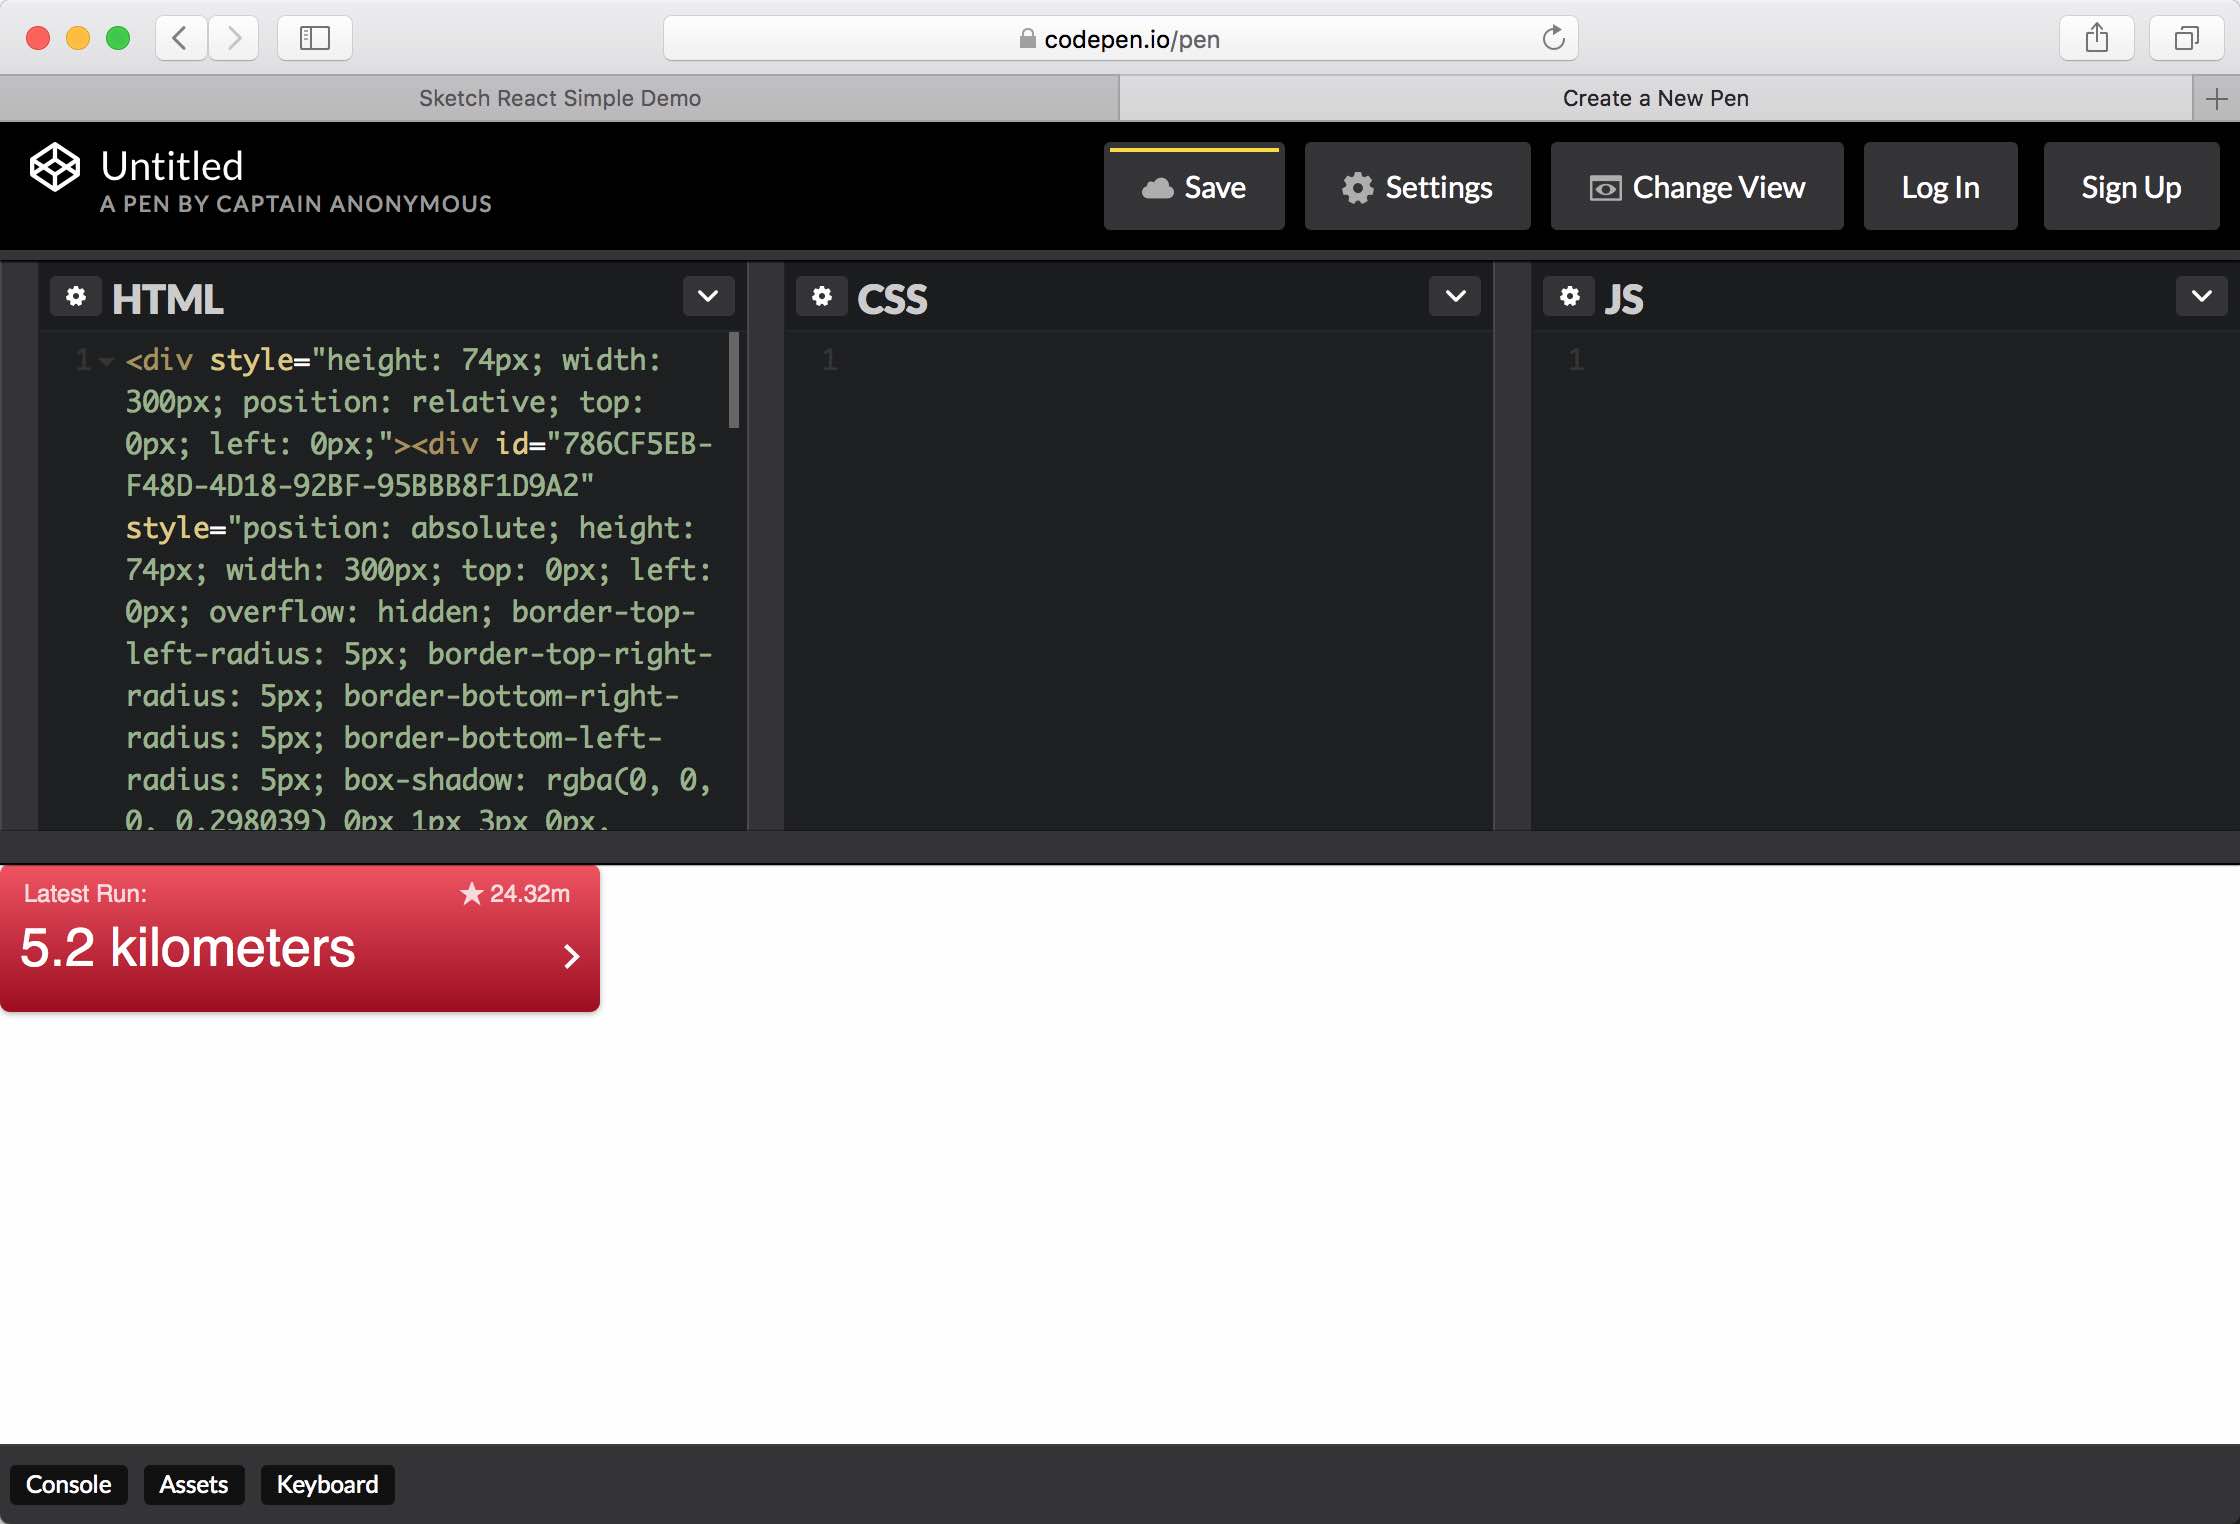 codepen.io/pen
Sketch React Simple Demo
Create a New Pen
Untitled
A PEN BY CAPTAIN ANONYMOUS
Save
Settings
Change View
Log In
Sign Up
HTML
CSS
JS
1
<div style="height: 74px; width:
300px; position: relative; top:
0px; left: 0px;"><div id="786CF5EB-
F48D-4D18-92BF-95BBB8F1D9A2"
style="position: absolute; height:
74px; width: 300px; top: 0px; left:
0px; overflow: hidden; border-top-
left-radius: 5px; border-top-right-
radius: 5px; border-bottom-right-
radius: 5px; border-bottom-left-
radius: 5px; box-shadow: rgba(0, 0,
0, 0.298039) 0px 1px 3px 0px,
1
1
Latest Run:
★ 24.32m
5.2 kilometers
Console
Assets
Keyboard